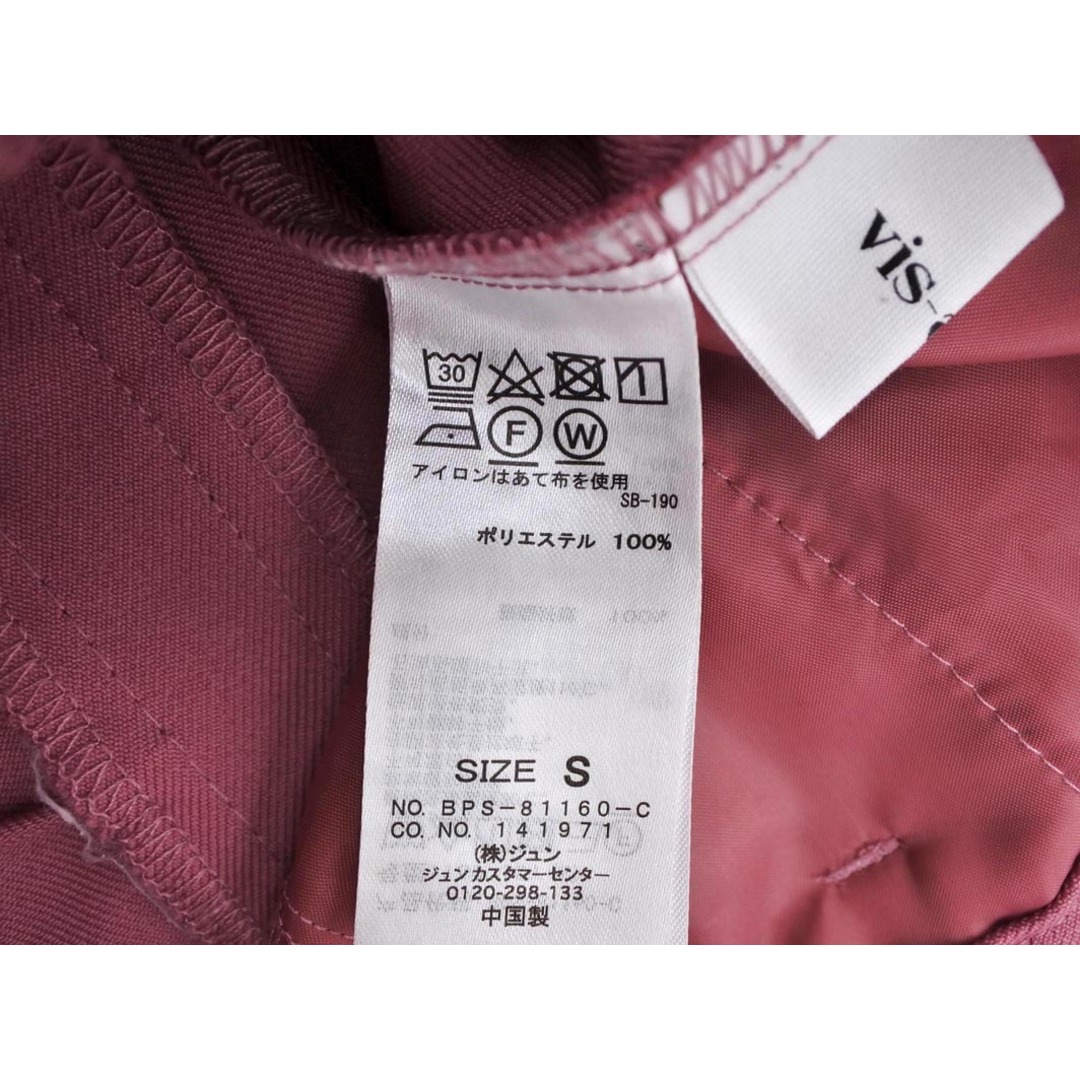 vis-
30
F W
アイロンはあて布を使用
SB-190
ポリエステル 100%
SIZE S
NO. BPS-81160-C
CO. NO. 141971
(株)ジュン
ジュンカスタマーセンター
0120-298-133
中国製